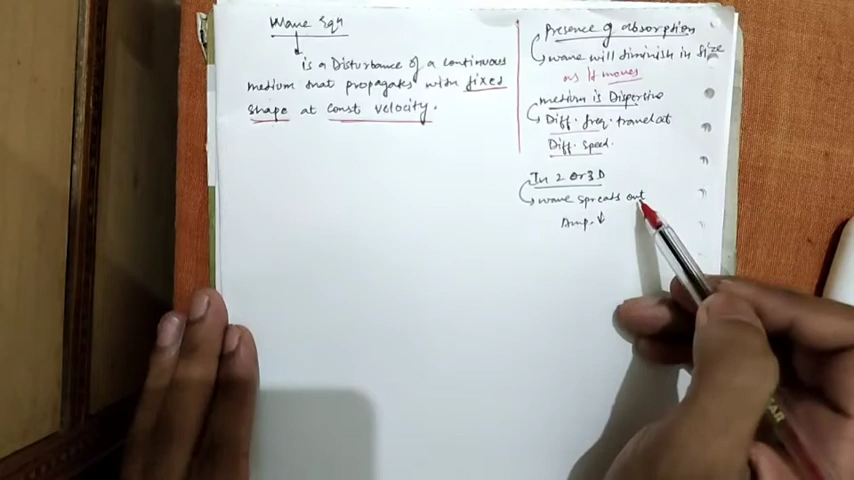 Wave Eqn
is a Disturbance of a continuous
medium that propagates with fixed
shape at const velocity.
Presence of absorption
wave will diminish in size
as it moves
medium is Dispersive
Diff. freq. travel at
Diff. speed.
In 2 or 3 D
wave spreads out
Amp. ↓